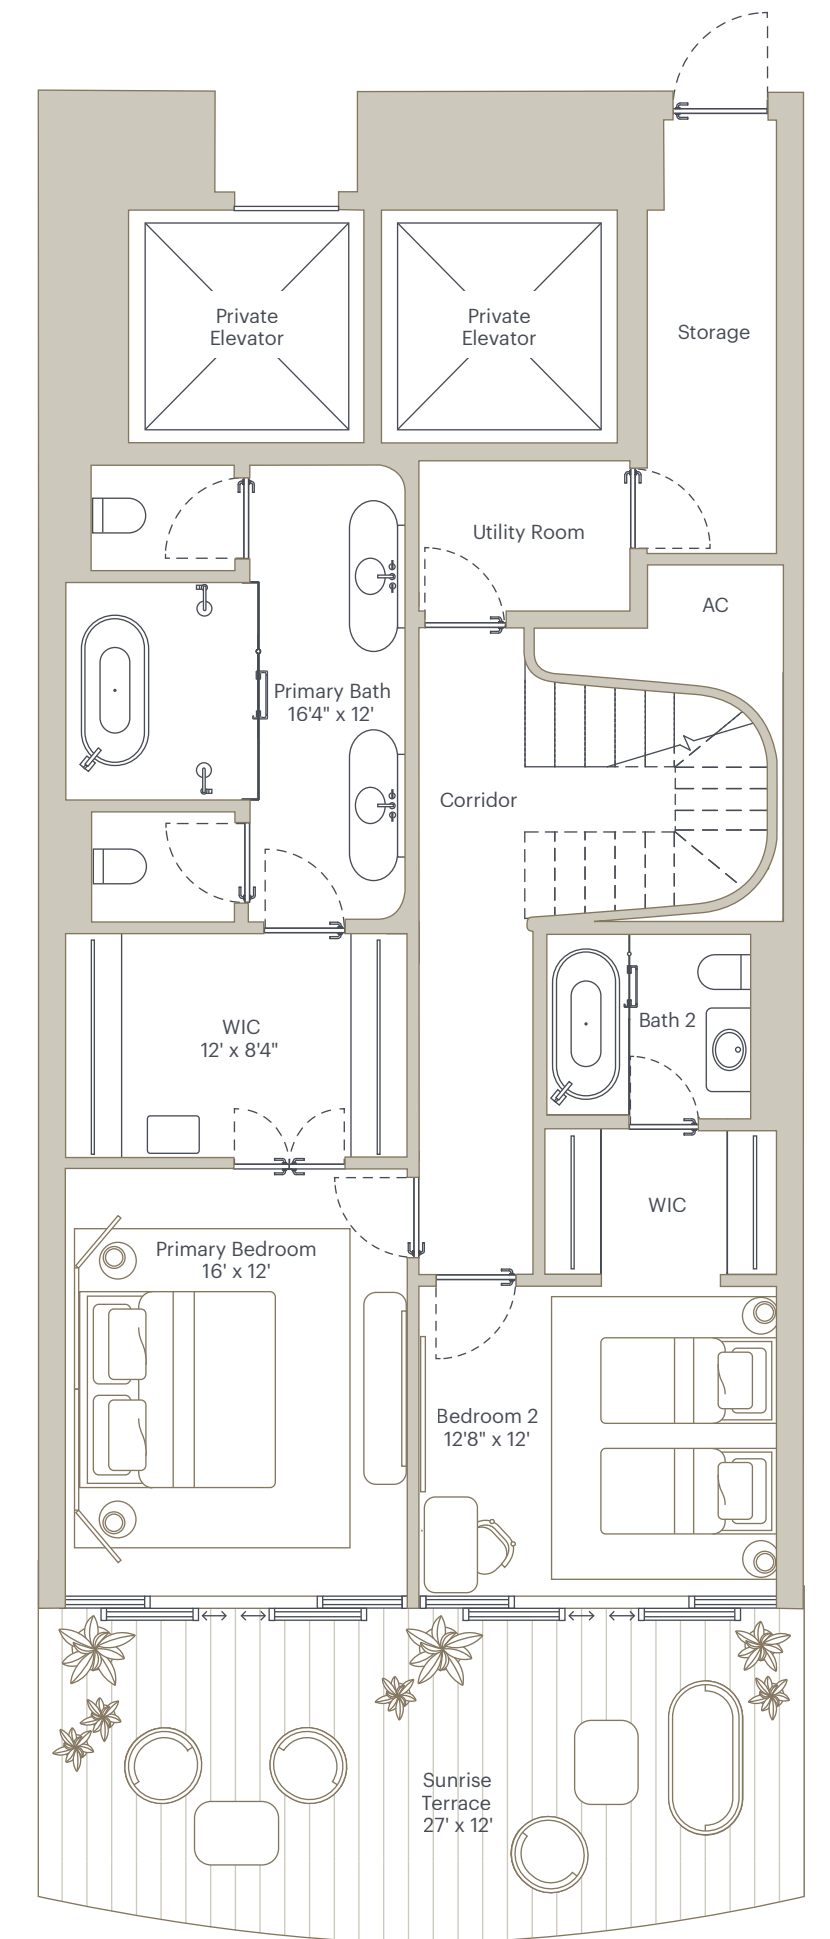 Private
Elevator
Private
Elevator
Storage
Utility Room
AC
Primary Bath
16'4" x 12'
Corridor
WIC
12' x 8'4"
Bath 2
WIC
Primary Bedroom
16' x 12'
Bedroom 2
12'8" x 12'
Sunrise
Terrace
27' x 12'